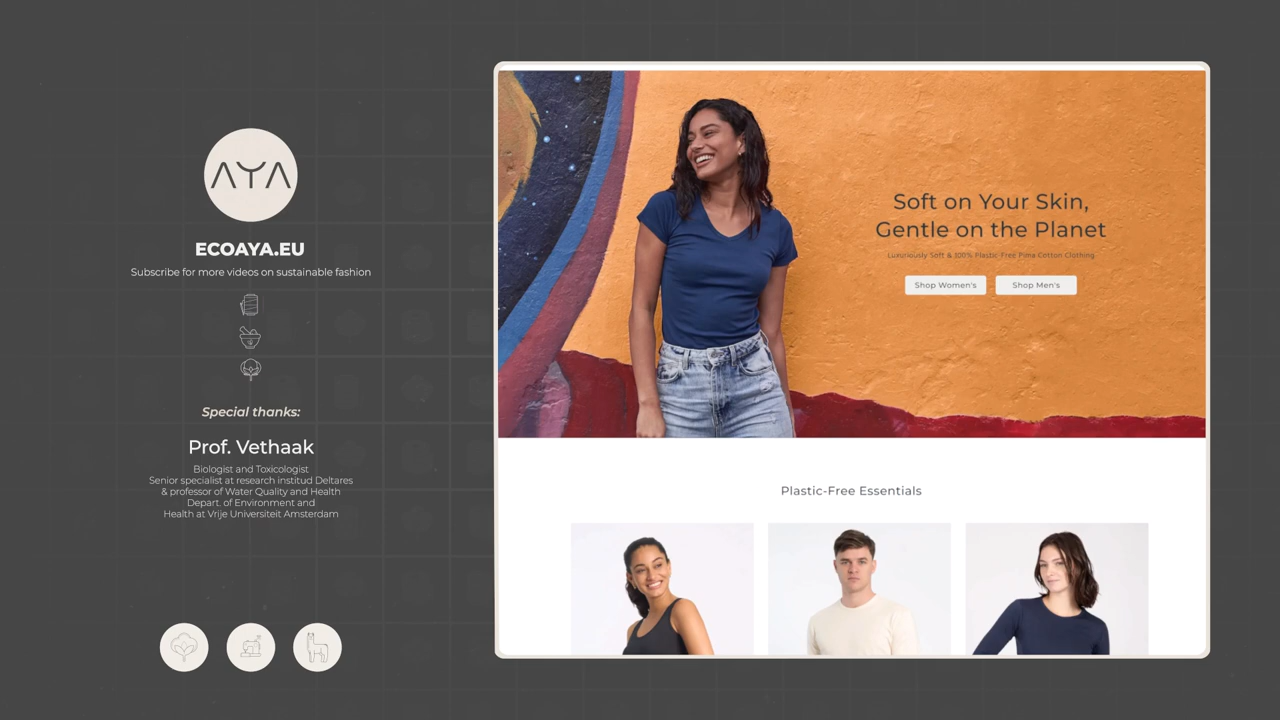 AYA
ECOAYA.EU
Subscribe for more videos on sustainable fashion
Special thanks:
Prof. Vethaak
Biologist and Toxicologist
Senior specialist at research institud Deltares
& professor of Water Quality and Health
Depart. of Environment and
Health at Vrije Universiteit Amsterdam
Soft on Your Skin,
Gentle on the Planet
Luxuriously Soft & 100% Plastic-Free Pima Cotton Clothing
Shop Women's
Shop Men's
Plastic-Free Essentials